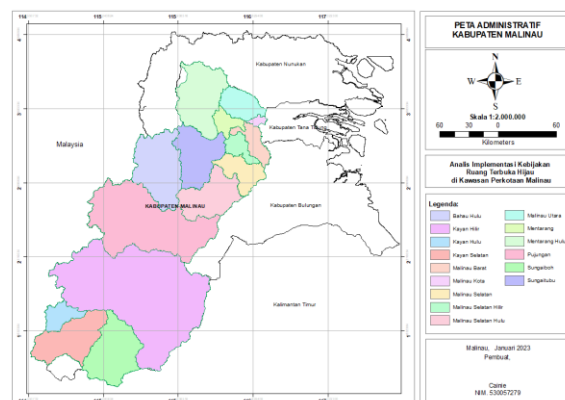 114
115
116
116
117
PETA ADMINISTRATIF
KABUPATEN MALINAU
N
W
E
S
Skala 1:2.000.000
60
30
0
60
Kilometers
Analis Implementasi Kebijakan
Ruang Terbuka Hijau
di Kawasan Perkotaan Malinau
Kabupaten Nunukan
Kabupaten Tana
Malaysia
Kabupaten Bulungan
KABUPATEN MALINAU
Kalimantan Timur
Legenda:
Bahau Hulu
Kayan Hilir
Kayan Hulu
Kayan Selatan
Malinau Barat
Malinau Kota
Malinau Selatan
Malinau Selatan Hilir
Malinau Selatan Hulu
Malinau Utara
Mentarang
Mentarang Hulu
Pujungan
Sungaiboh
Sungaitubu
Malinau, Januari 2023
Pembuat,
Cainie
NIM. 530057279